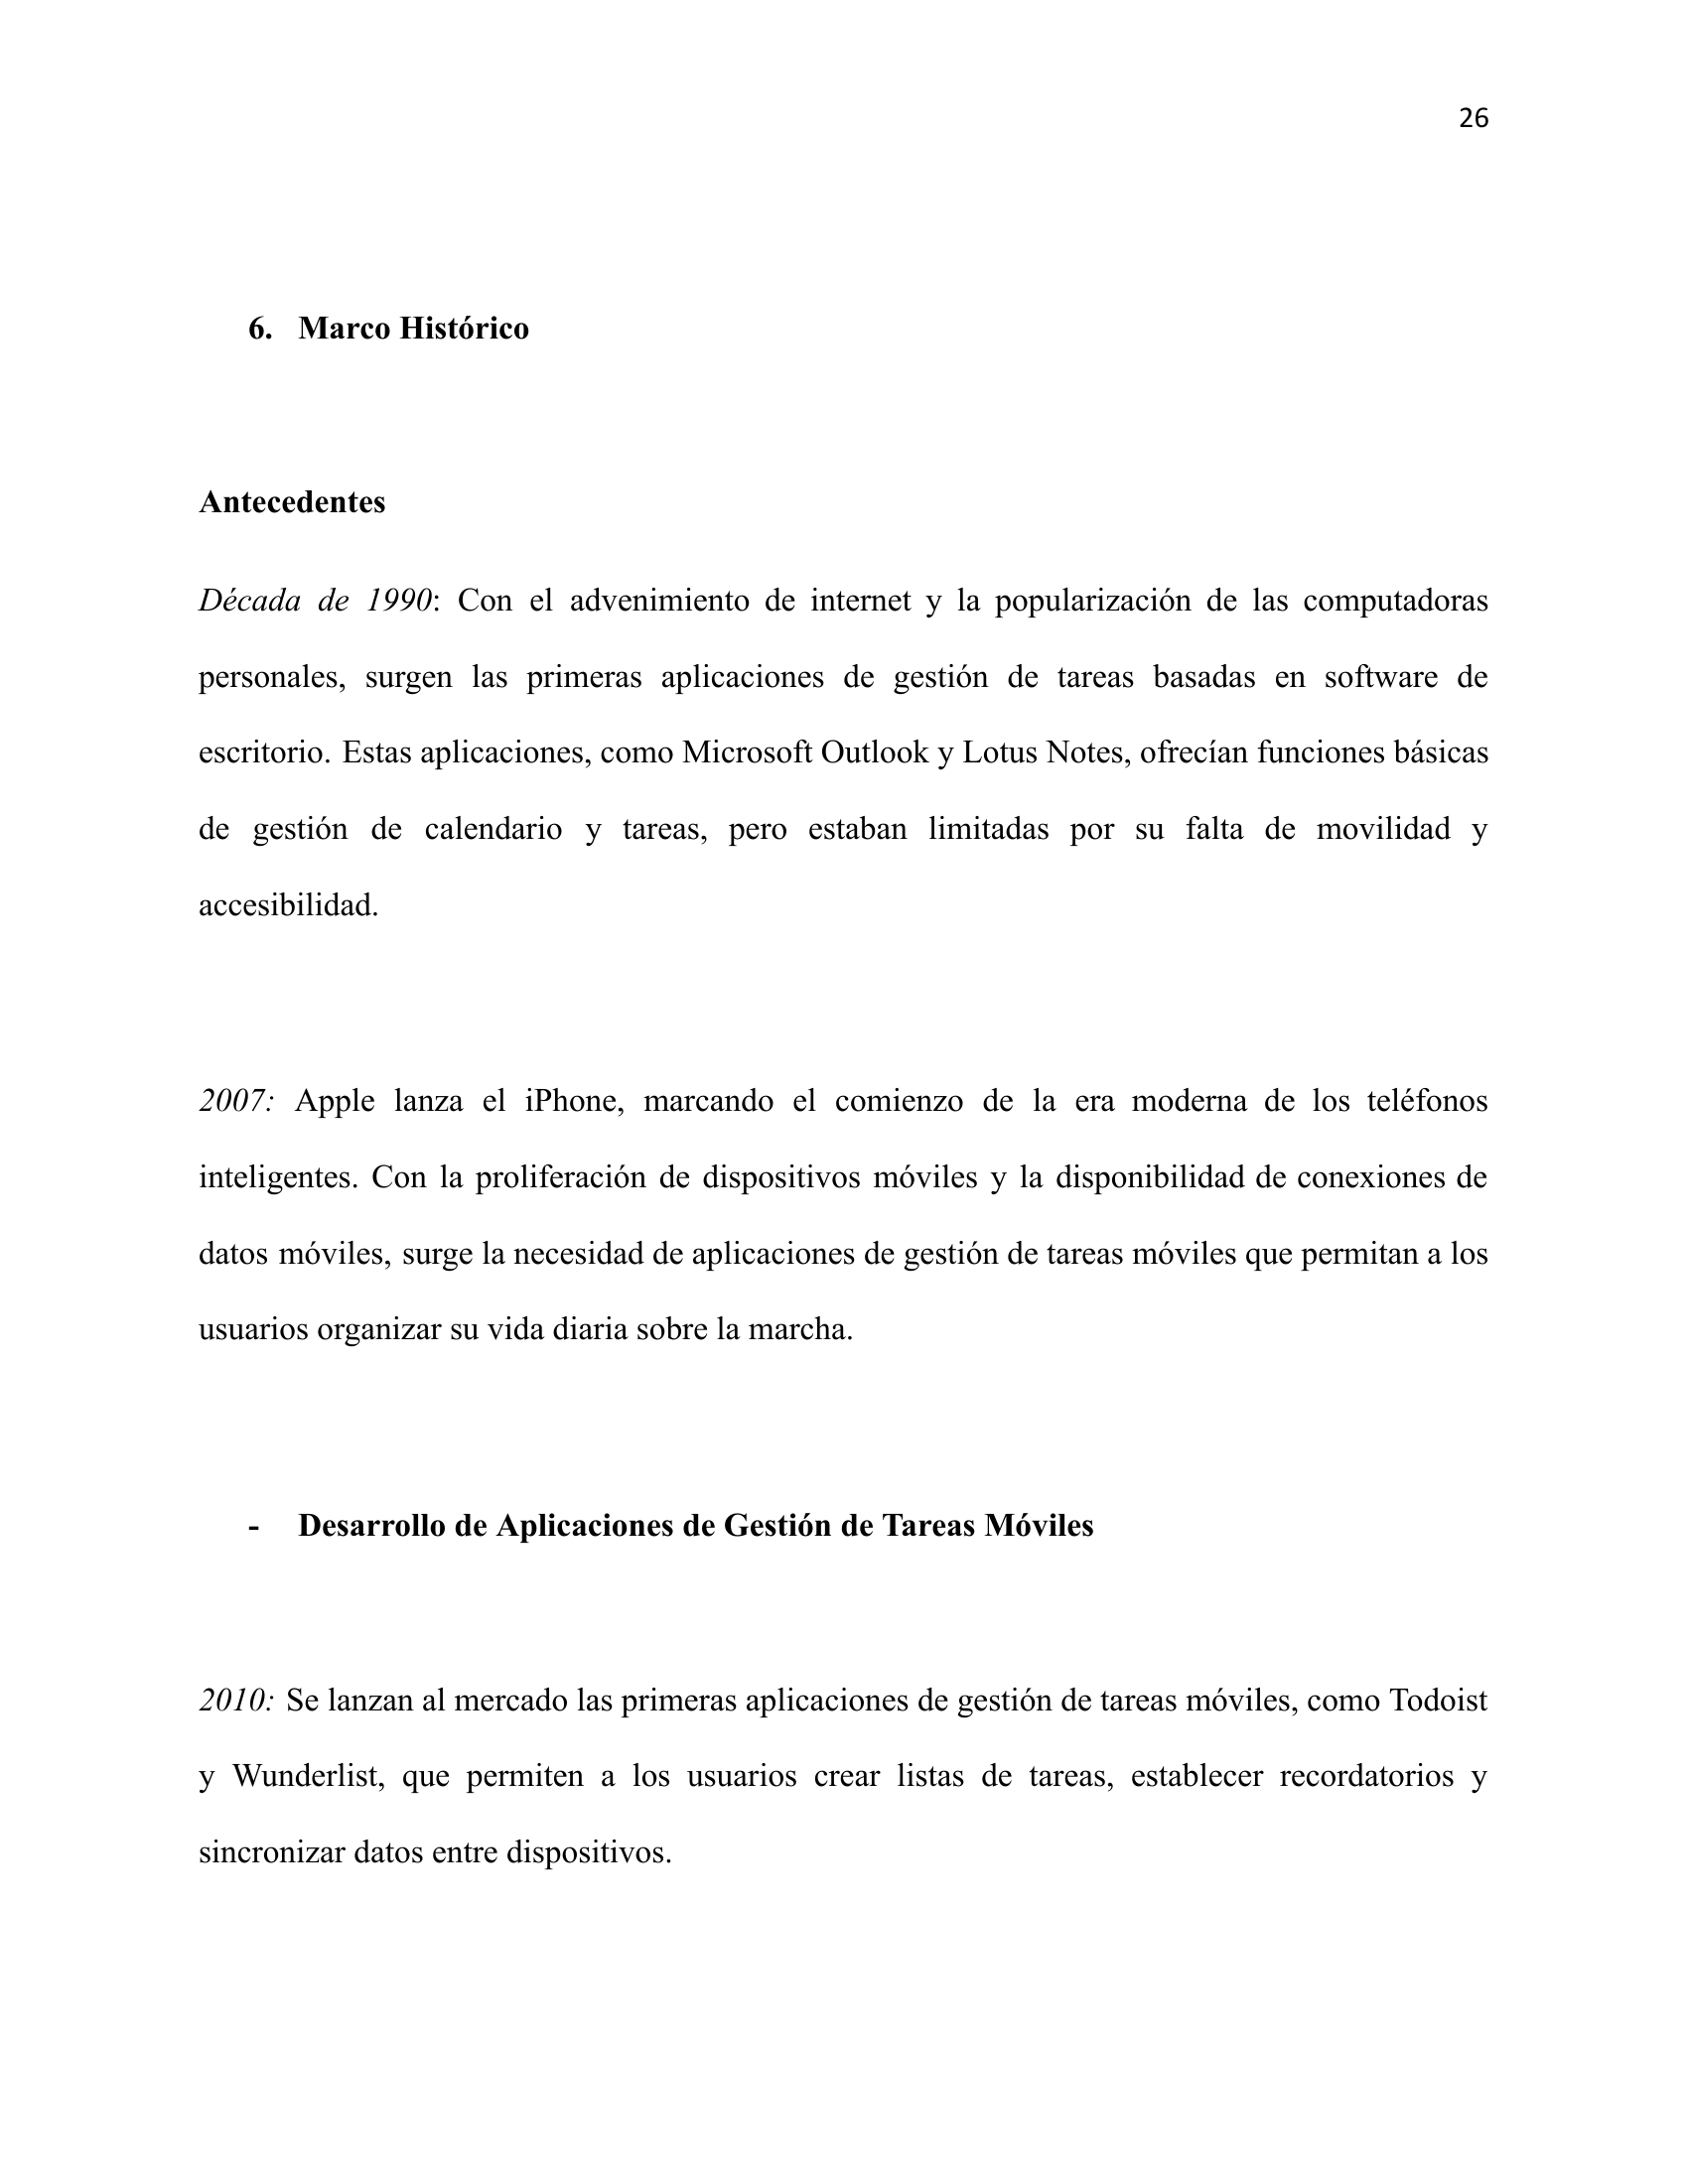 26
6. Marco Histórico
Antecedentes
Década de 1990: Con el advenimiento de internet y la popularización de las computadoras
personales, surgen las primeras aplicaciones de gestión de tareas basadas en software de
escritorio. Estas aplicaciones, como Microsoft Outlook y Lotus Notes, ofrecían funciones básicas
de gestión de calendario y tareas, pero estaban limitadas por su falta de movilidad y
accesibilidad.
2007: Apple lanza el iPhone, marcando el comienzo de la era moderna de los teléfonos
inteligentes. Con la proliferación de dispositivos móviles y la disponibilidad de conexiones de
datos móviles, surge la necesidad de aplicaciones de gestión de tareas móviles que permitan a los
usuarios organizar su vida diaria sobre la marcha.
- Desarrollo de Aplicaciones de Gestión de Tareas Móviles
2010: Se lanzan al mercado las primeras aplicaciones de gestión de tareas móviles, como Todoist
y Wunderlist, que permiten a los usuarios crear listas de tareas, establecer recordatorios y
sincronizar datos entre dispositivos.